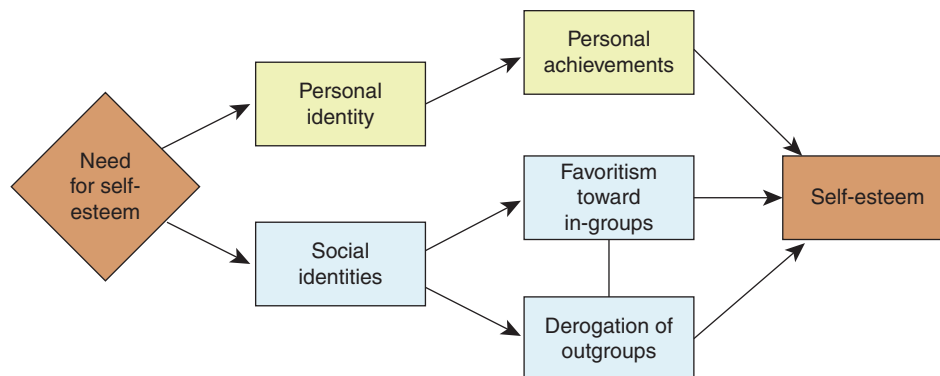 Need
for self-
esteem
Personal
identity
Personal
achievements
Social
identities
Favoritism
toward
in-groups
Derogation of
outgroups
Self-esteem